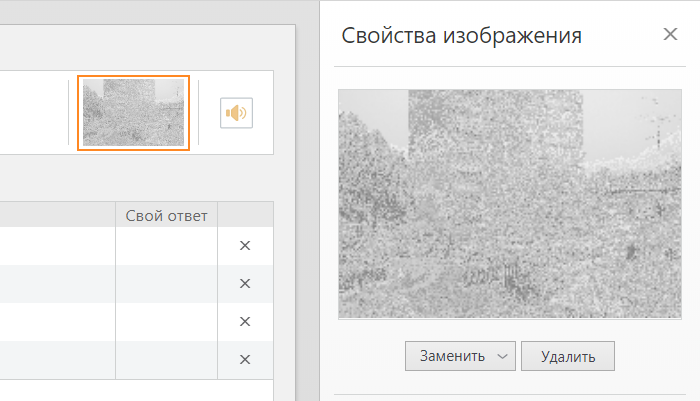 Свойства изображения
Свой ответ
Заменить
Удалить